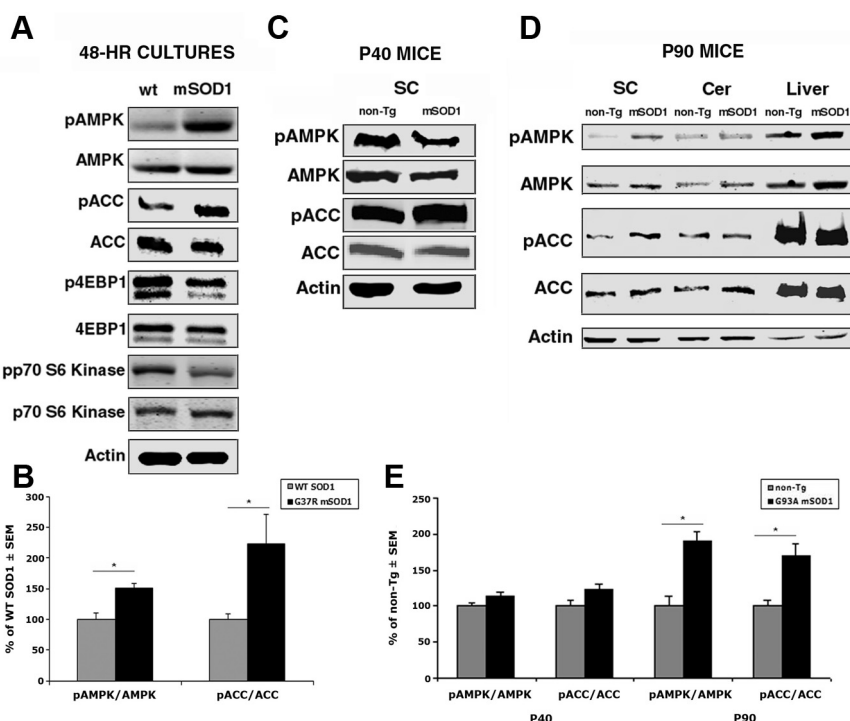 A
48-HR CULTURES
wt mSOD1
pAMPK
AMPK
pACC
ACC
p4EBP1
4EBP1
pp70 S6 Kinase
p70 S6 Kinase
Actin
C
P40 MICE
SC
non-Tg mSOD1
pAMPK
AMPK
pACC
ACC
Actin
D
P90 MICE
SC Cer Liver
non-Tg mSOD1 non-Tg mSOD1 non-Tg mSOD1
pAMPK
AMPK
pACC
ACC
Actin
B
WT SOD1
G37R mSOD1
% of WT SOD1 ± SEM
300
250
200
150
100
50
0
* *
pAMPK/AMPK pACC/ACC
E
non-Tg
G93A mSOD1
% of non-Tg ± SEM
250
200
150
100
50
0
* *
pAMPK/AMPK pACC/ACC pAMPK/AMPK pACC/ACC
P40 P90